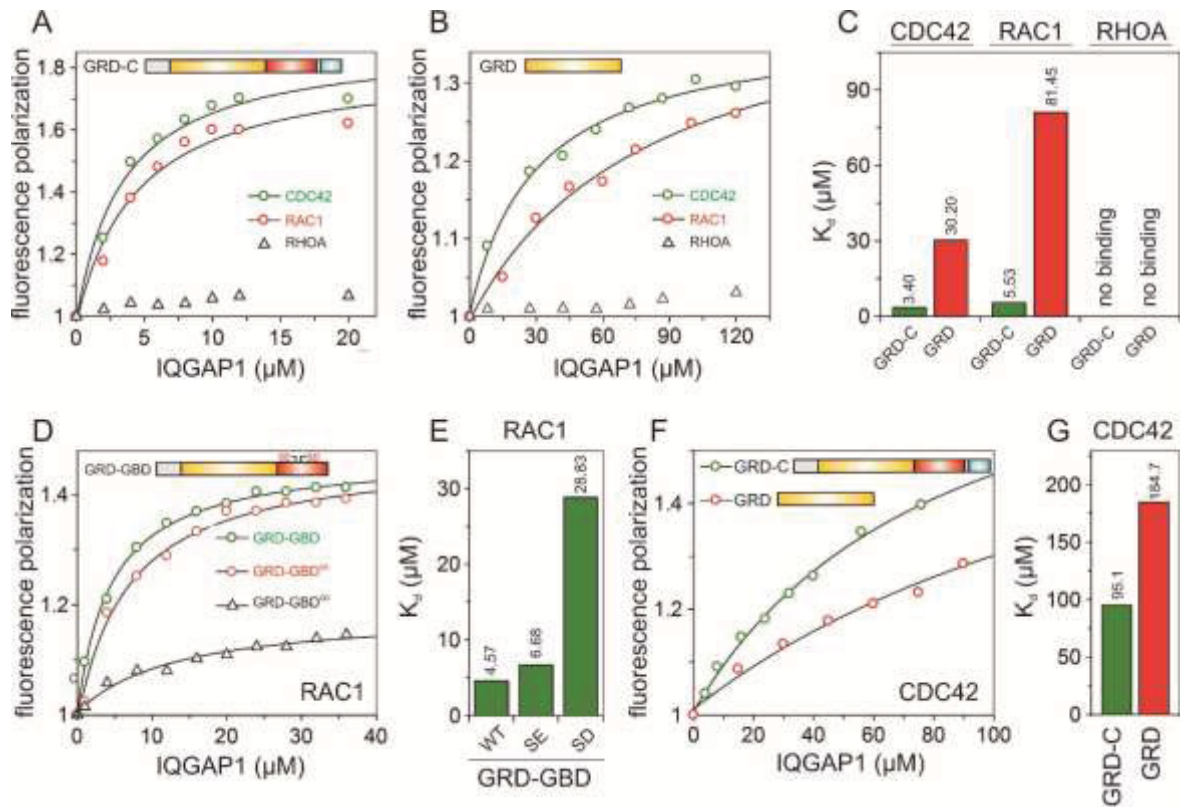 A
GRD-C
fluorescence polarization
1.8
1.6
1.4
1.2
1
CDC42
RAC1
RHOA
0 5 10 15 20
IQGAP1 (µM)
B
GRD
fluorescence polarization
1.3
1.2
1.1
1
CDC42
RAC1
RHOA
0 30 60 90 120
IQGAP1 (µM)
C
CDC42 RAC1 RHOA
Kd (µM)
90
60
30
0
3.40
30.20
5.53
81.45
no binding
no binding
GRD-C GRD GRD-C GRD GRD-C GRD
D
GRD-GBD
fluorescence polarization
1.4
1.2
1
GRD-GBD
GRD-GBD
GRD-GBD
RAC1
0 10 20 30 40
IQGAP1 (µM)
E
RAC1
Kd (µM)
30
25
20
15
10
5
0
4.57
6.68
28.83
WT SE SD
GRD-GBD
F
GRD-C
GRD
fluorescence polarization
1.4
1.2
1
CDC42
0 20 40 60 80 100
IQGAP1 (µM)
G
CDC42
Kd (µM)
200
150
100
50
0
95.1
184.7
GRD-C
GRD